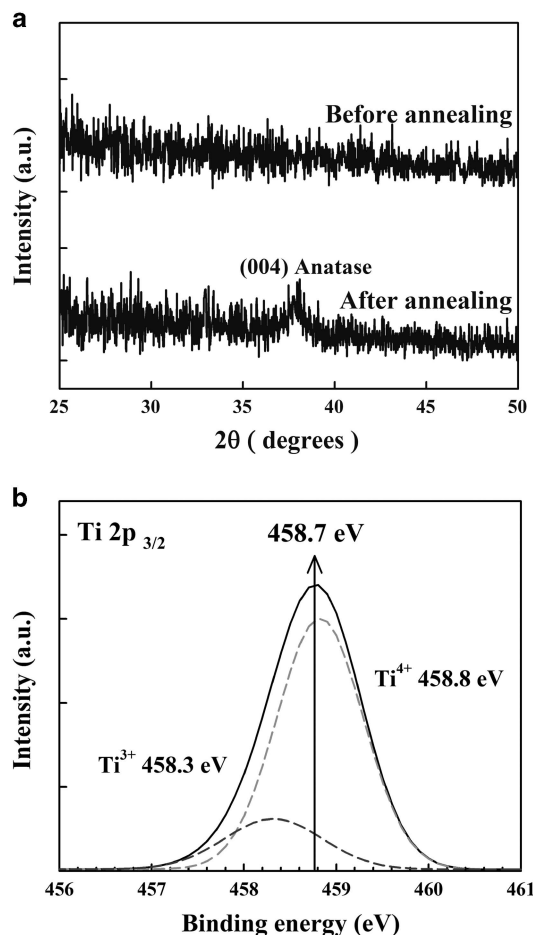 a
Before annealing
(004) Anatase
After annealing
Intensity (a.u.)
25 30 35 40 45 50
2θ ( degrees )
b
Ti 2p 3/2
458.7 eV
Ti4+ 458.8 eV
Ti3+ 458.3 eV
Intensity (a.u.)
456 457 458 459 460 461
Binding energy (eV)